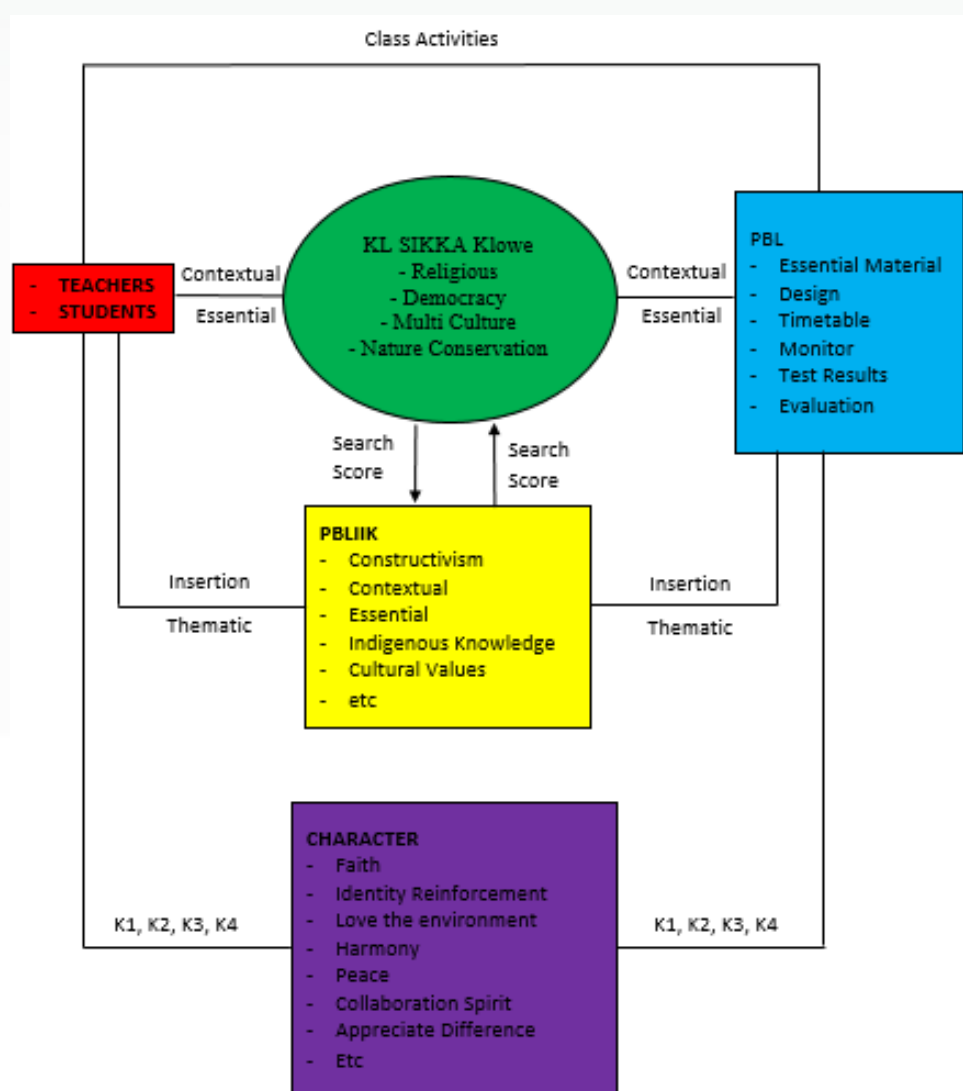 Class Activities
KL SIKKA Klowe
- Religious
- Democracy
- Multi Culture
- Nature Conservation
- TEACHERS
- STUDENTS
Contextual
Essential
Contextual
Essential
PBL
- Essential Material
- Design
- Timetable
- Monitor
- Test Results
- Evaluation
Search
Score
Search
Score
PBLIIK
- Constructivism
- Contextual
- Essential
- Indigenous Knowledge
- Cultural Values
- etc
Insertion
Thematic
Insertion
Thematic
CHARACTER
- Faith
- Identity Reinforcement
- Love the environment
- Harmony
- Peace
- Collaboration Spirit
- Appreciate Difference
- Etc
K1, K2, K3, K4
K1, K2, K3, K4